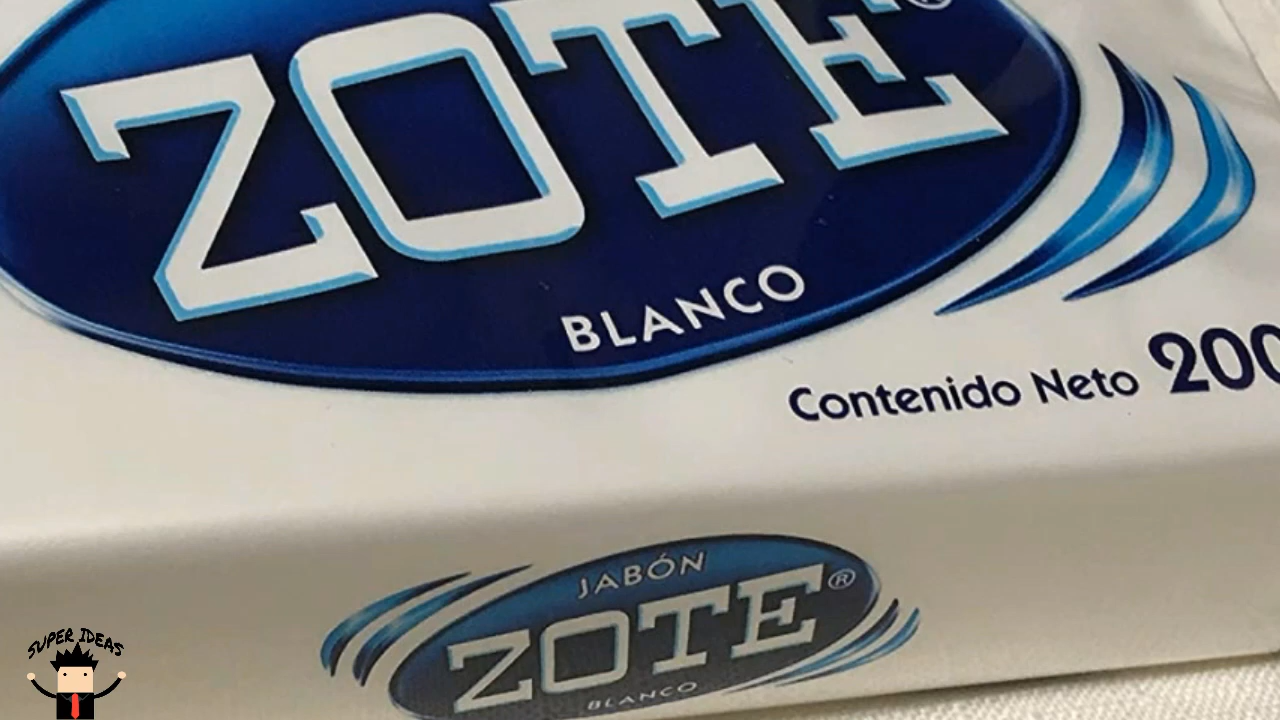 ZOTE®
BLANCO
Contenido Neto 200
JABÓN
ZOTE®
BLANCO
SUPER IDEAS